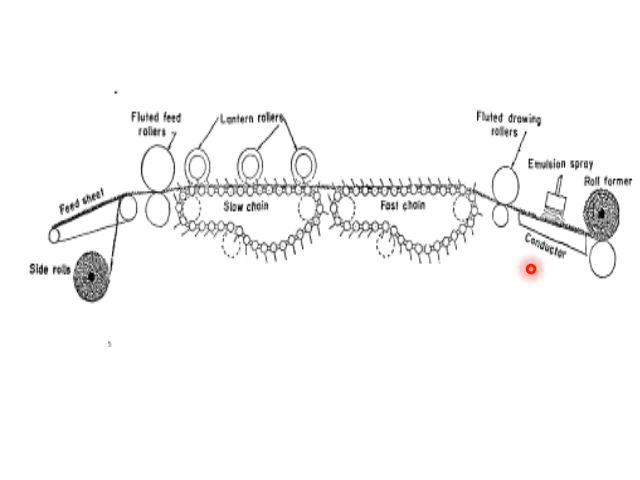 Fluted feed
rollers
Lantern rollers
Fluted drawing
rollers
Emulsion spray
Roll former
Feed sheet
Slow chain
Fast chain
Side rolls
Conductor
5